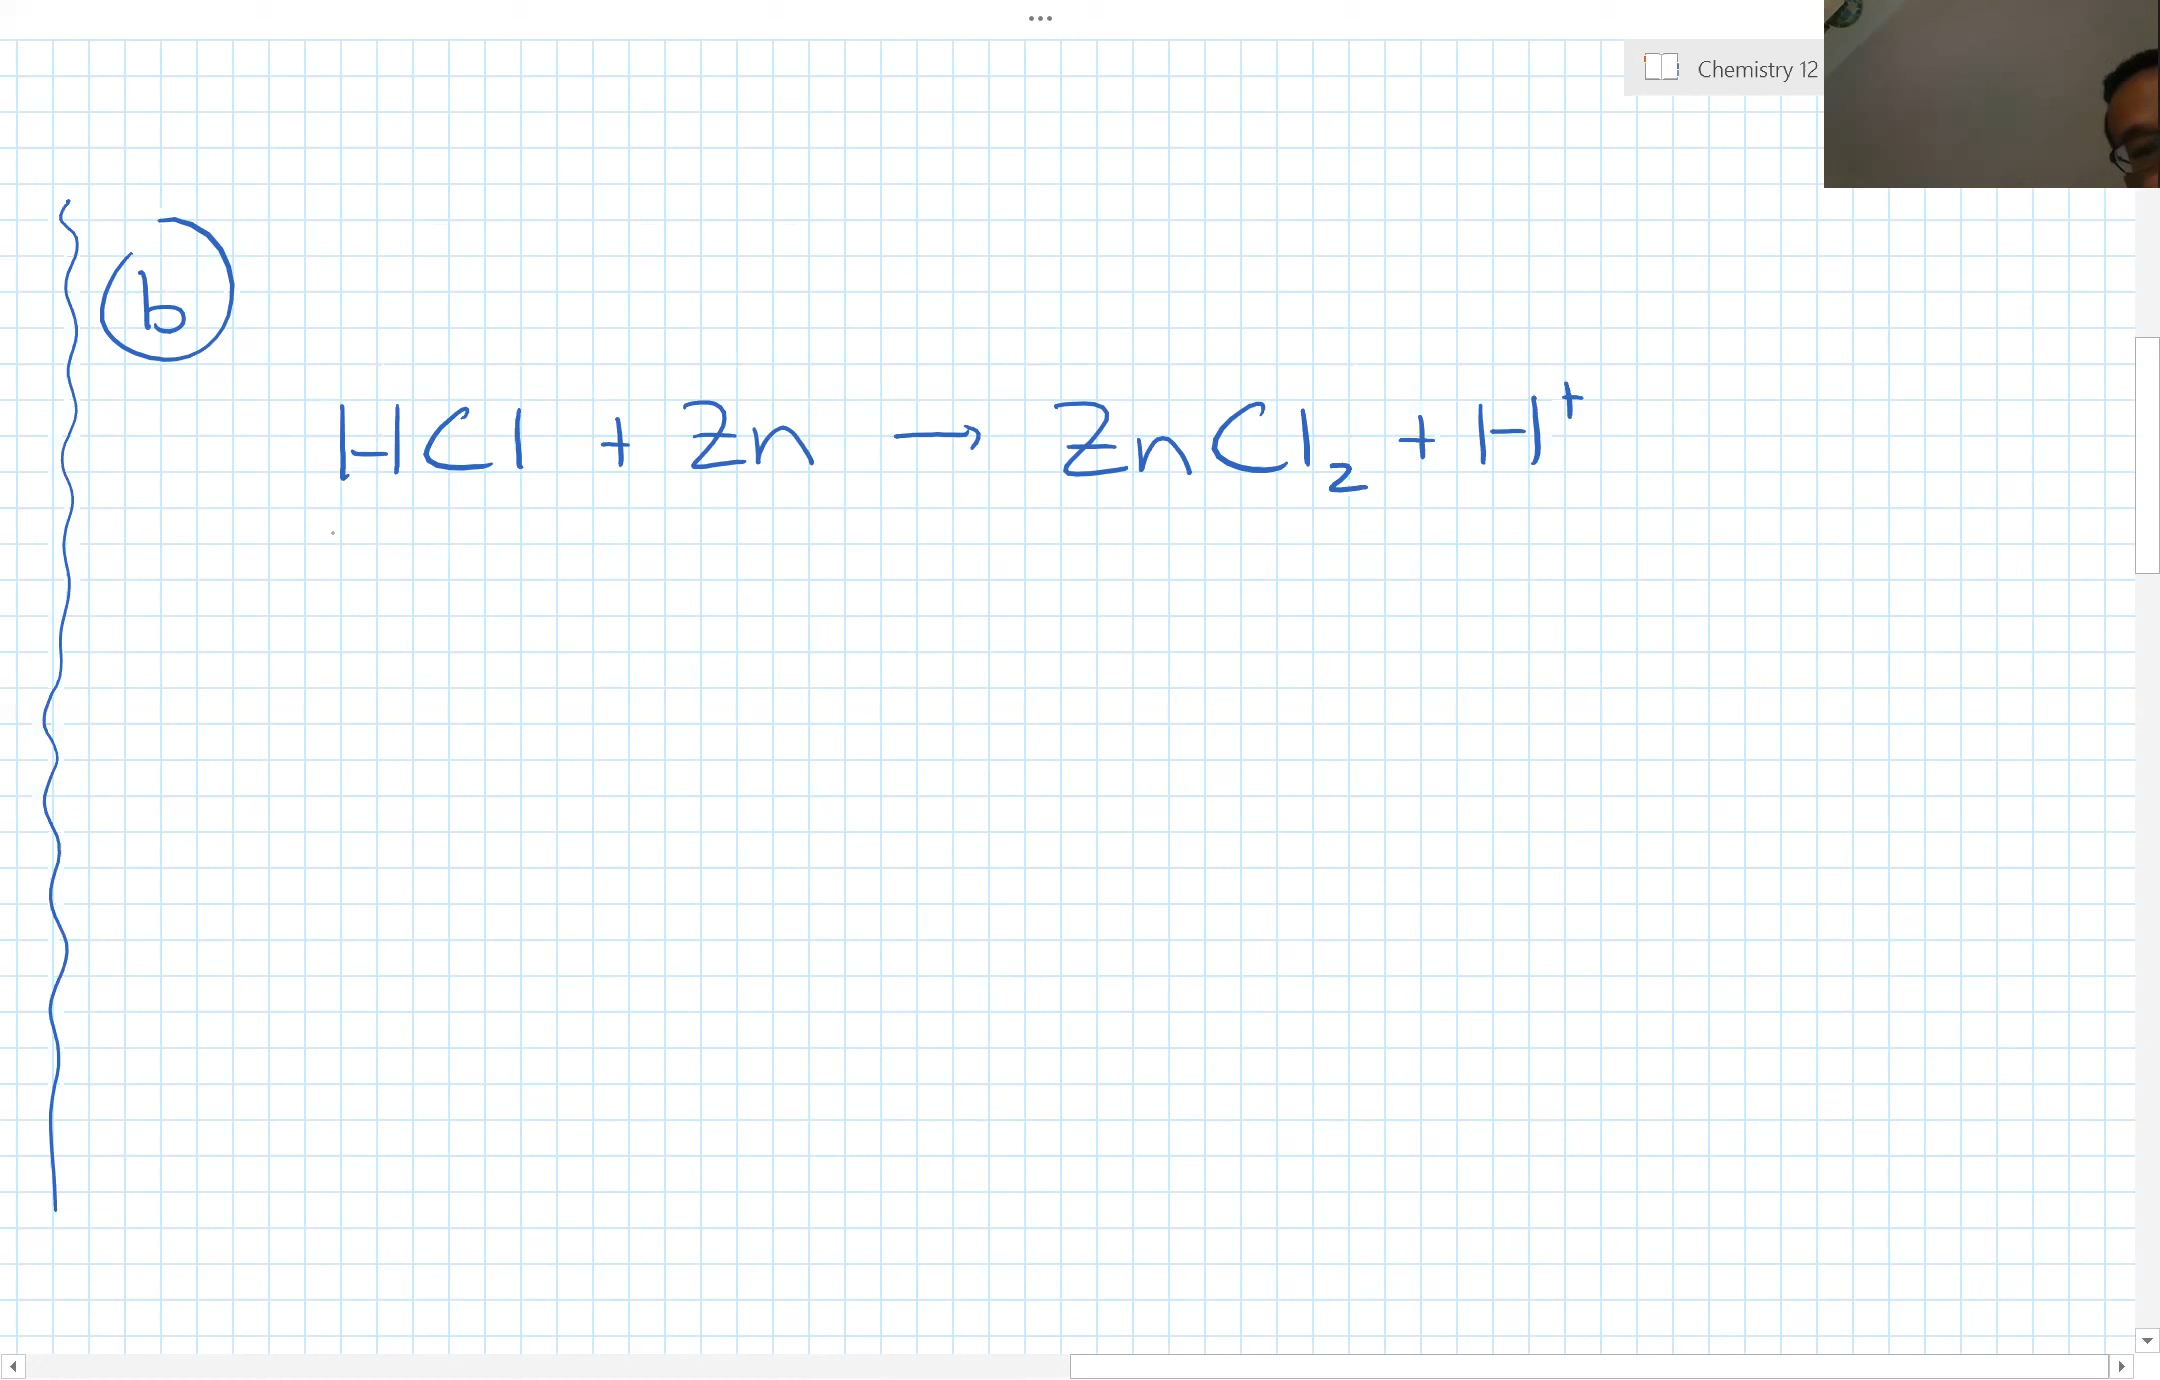 Chemistry 12
b
HCl + Zn → ZnCl₂ + H⁺